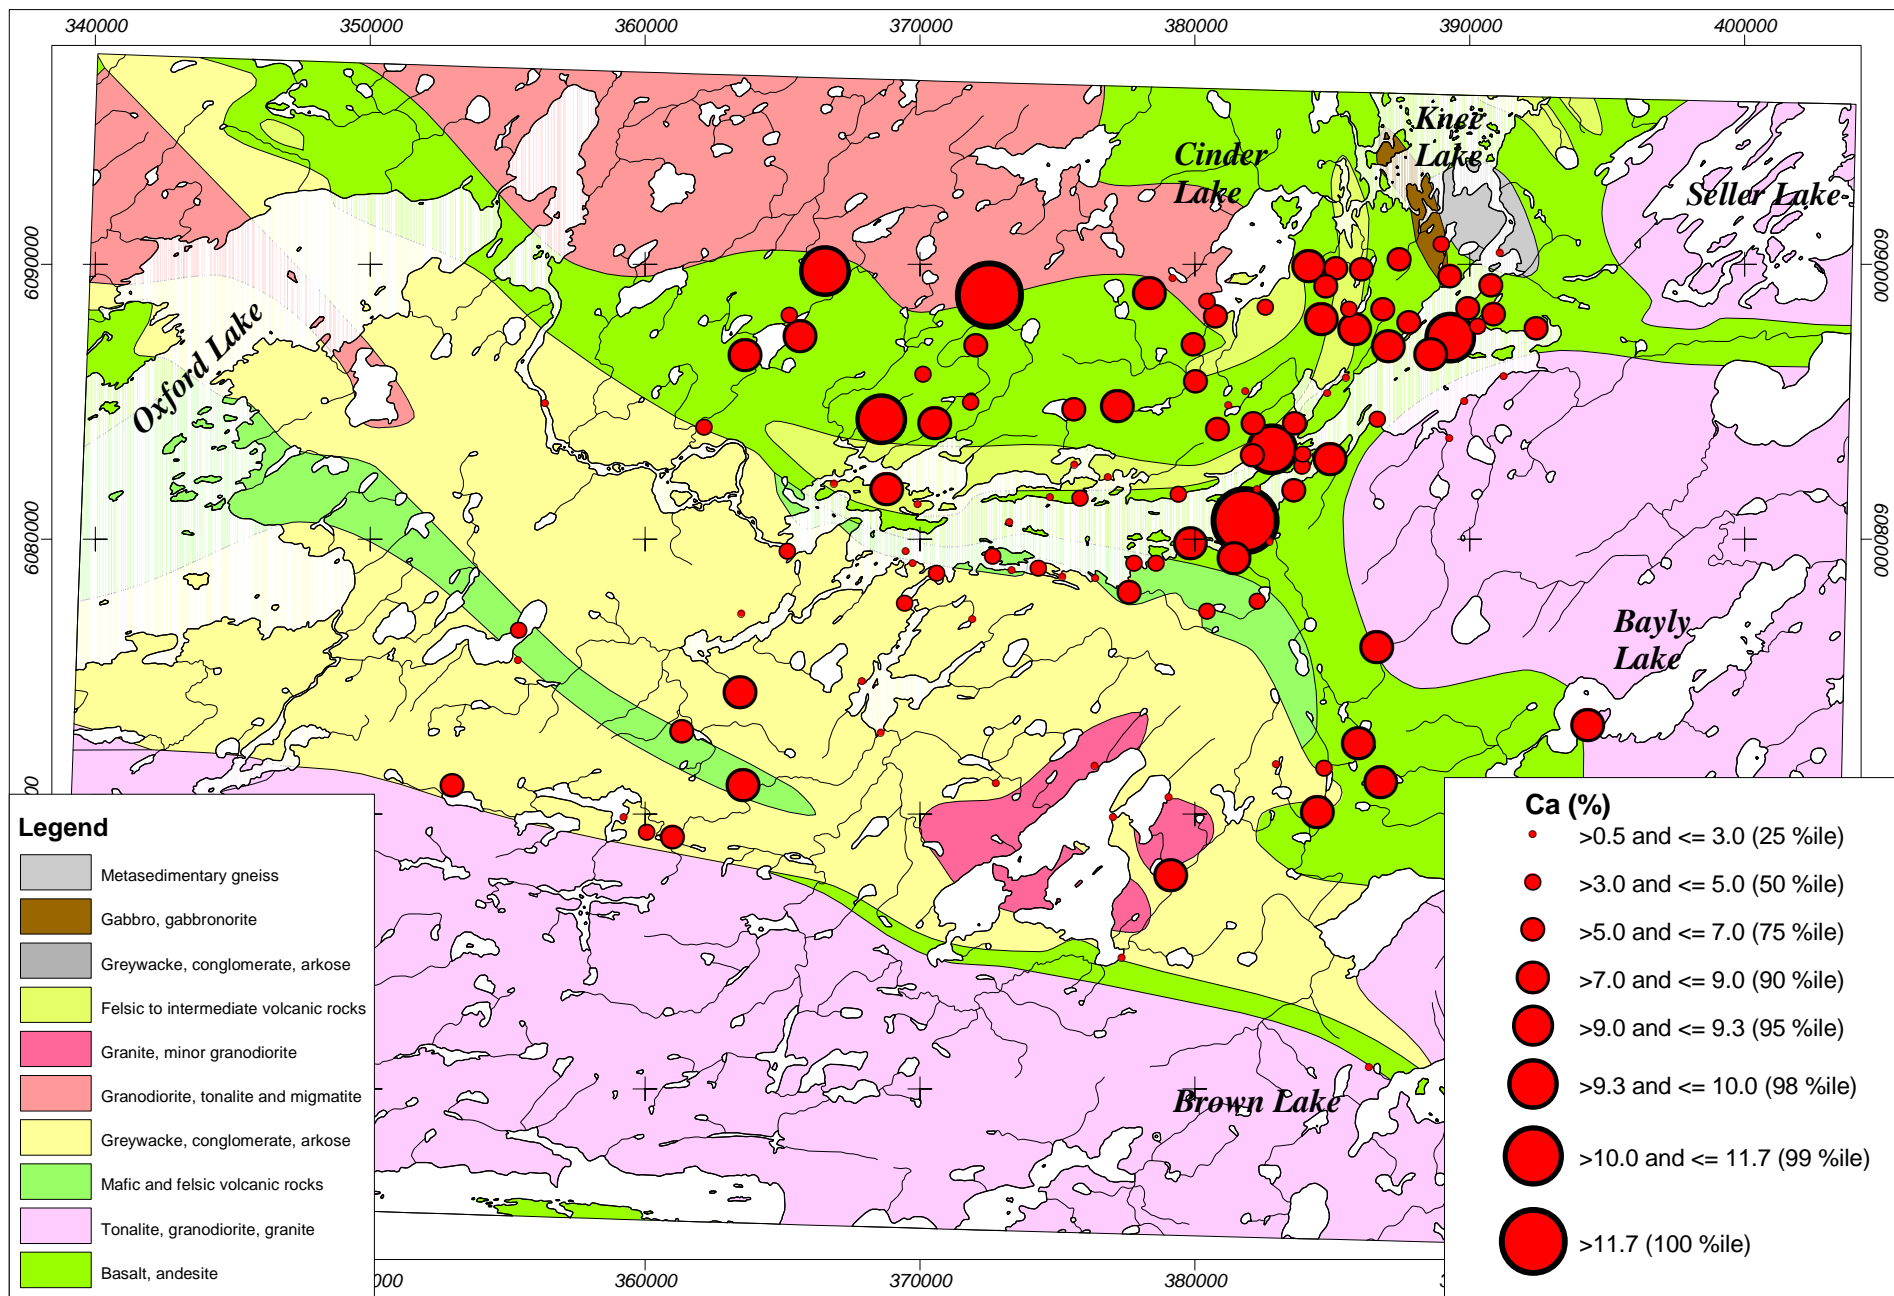 340000 350000 360000 370000 380000 390000 400000
Knee
Lake
Cinder
Lake
Seller Lake
6090000
6090000
Oxford Lake
6080000
6080000
Bayly
Lake
00
Brown Lake
Legend
Metasedimentary gneiss
Gabbro, gabbronorite
Greywacke, conglomerate, arkose
Felsic to intermediate volcanic rocks
Granite, minor granodiorite
Granodiorite, tonalite and migmatite
Greywacke, conglomerate, arkose
Mafic and felsic volcanic rocks
Tonalite, granodiorite, granite
Basalt, andesite
Ca (%)
>0.5 and <= 3.0 (25 %ile)
>3.0 and <= 5.0 (50 %ile)
>5.0 and <= 7.0 (75 %ile)
>7.0 and <= 9.0 (90 %ile)
>9.0 and <= 9.3 (95 %ile)
>9.3 and <= 10.0 (98 %ile)
>10.0 and <= 11.7 (99 %ile)
>11.7 (100 %ile)
0000 360000 370000 380000